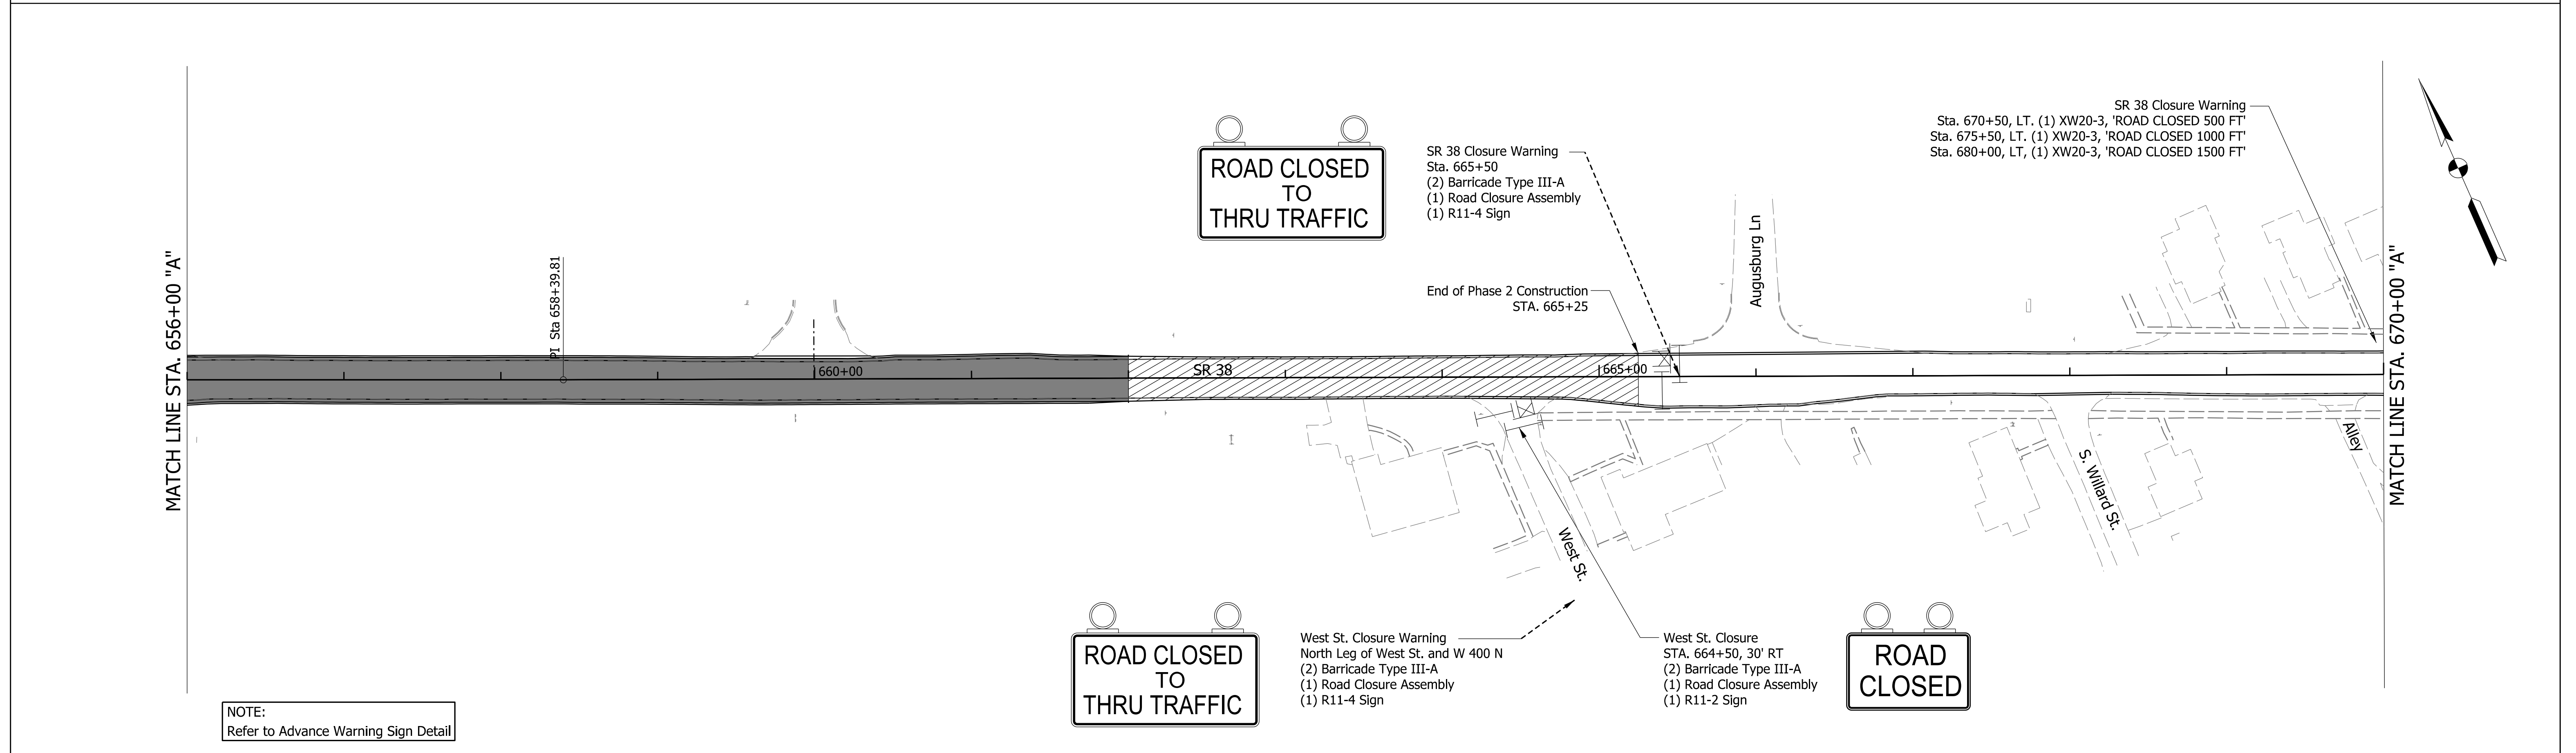 SR 38 Closure Warning
Sta. 670+50, LT. (1) XW20-3, 'ROAD CLOSED 500 FT'
Sta. 675+50, LT. (1) XW20-3, 'ROAD CLOSED 1000 FT'
Sta. 680+00, LT, (1) XW20-3, 'ROAD CLOSED 1500 FT'
ROAD CLOSED
TO
THRU TRAFFIC
SR 38 Closure Warning
Sta. 665+50
(2) Barricade Type III-A
(1) Road Closure Assembly
(1) R11-4 Sign
End of Phase 2 Construction
STA. 665+25
Augusburg Ln
MATCH LINE STA. 656+00 "A"
PI Sta 658+39.81
660+00
SR 38
665+00
MATCH LINE STA. 670+00 "A"
West St.
S. Willard St.
Alley
ROAD CLOSED
TO
THRU TRAFFIC
West St. Closure Warning
North Leg of West St. and W 400 N
(2) Barricade Type III-A
(1) Road Closure Assembly
(1) R11-4 Sign
West St. Closure
STA. 664+50, 30' RT
(2) Barricade Type III-A
(1) Road Closure Assembly
(1) R11-2 Sign
ROAD
CLOSED
NOTE:
Refer to Advance Warning Sign Detail